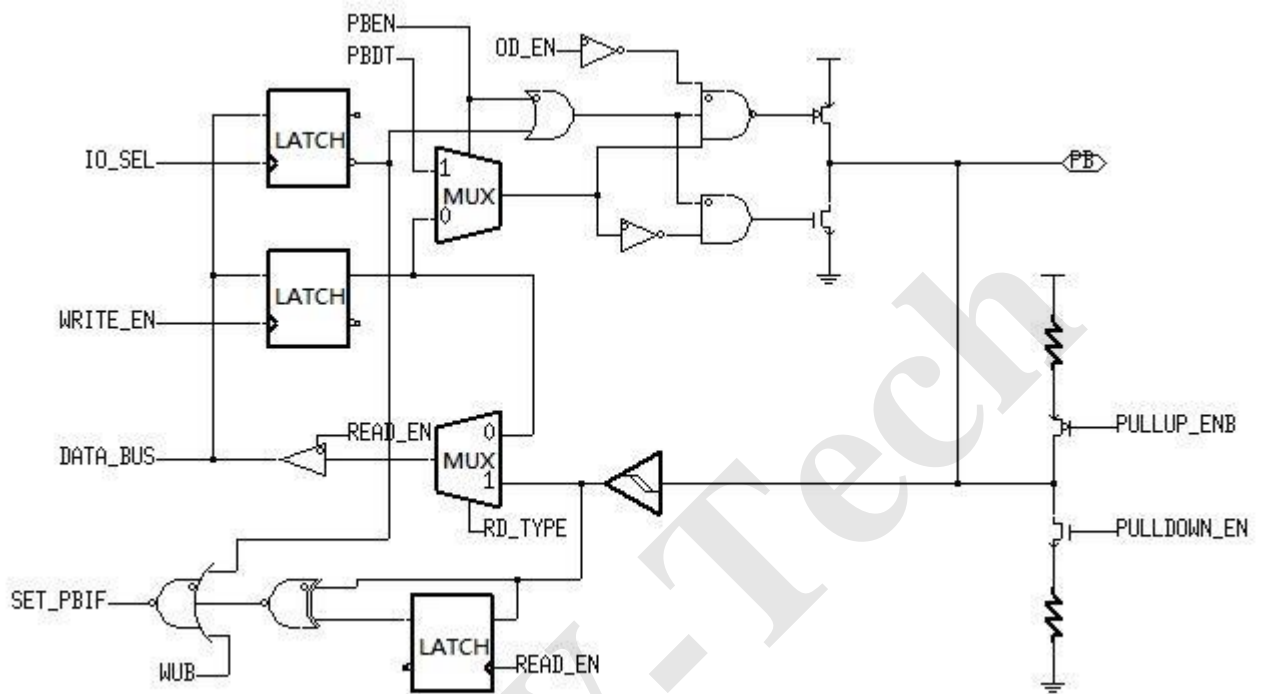 PBEN
PBDT
OD_EN
LATCH
IO_SEL
PB
1
MUX
0
LATCH
WRITE_EN
READ_EN
0
PULLUP_ENB
DATA_BUS
MUX
1
RD_TYPE
PULLDOWN_EN
SET_PBIF
LATCH
READ_EN
WUB
-Tech